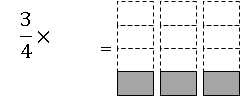 3/4 × =